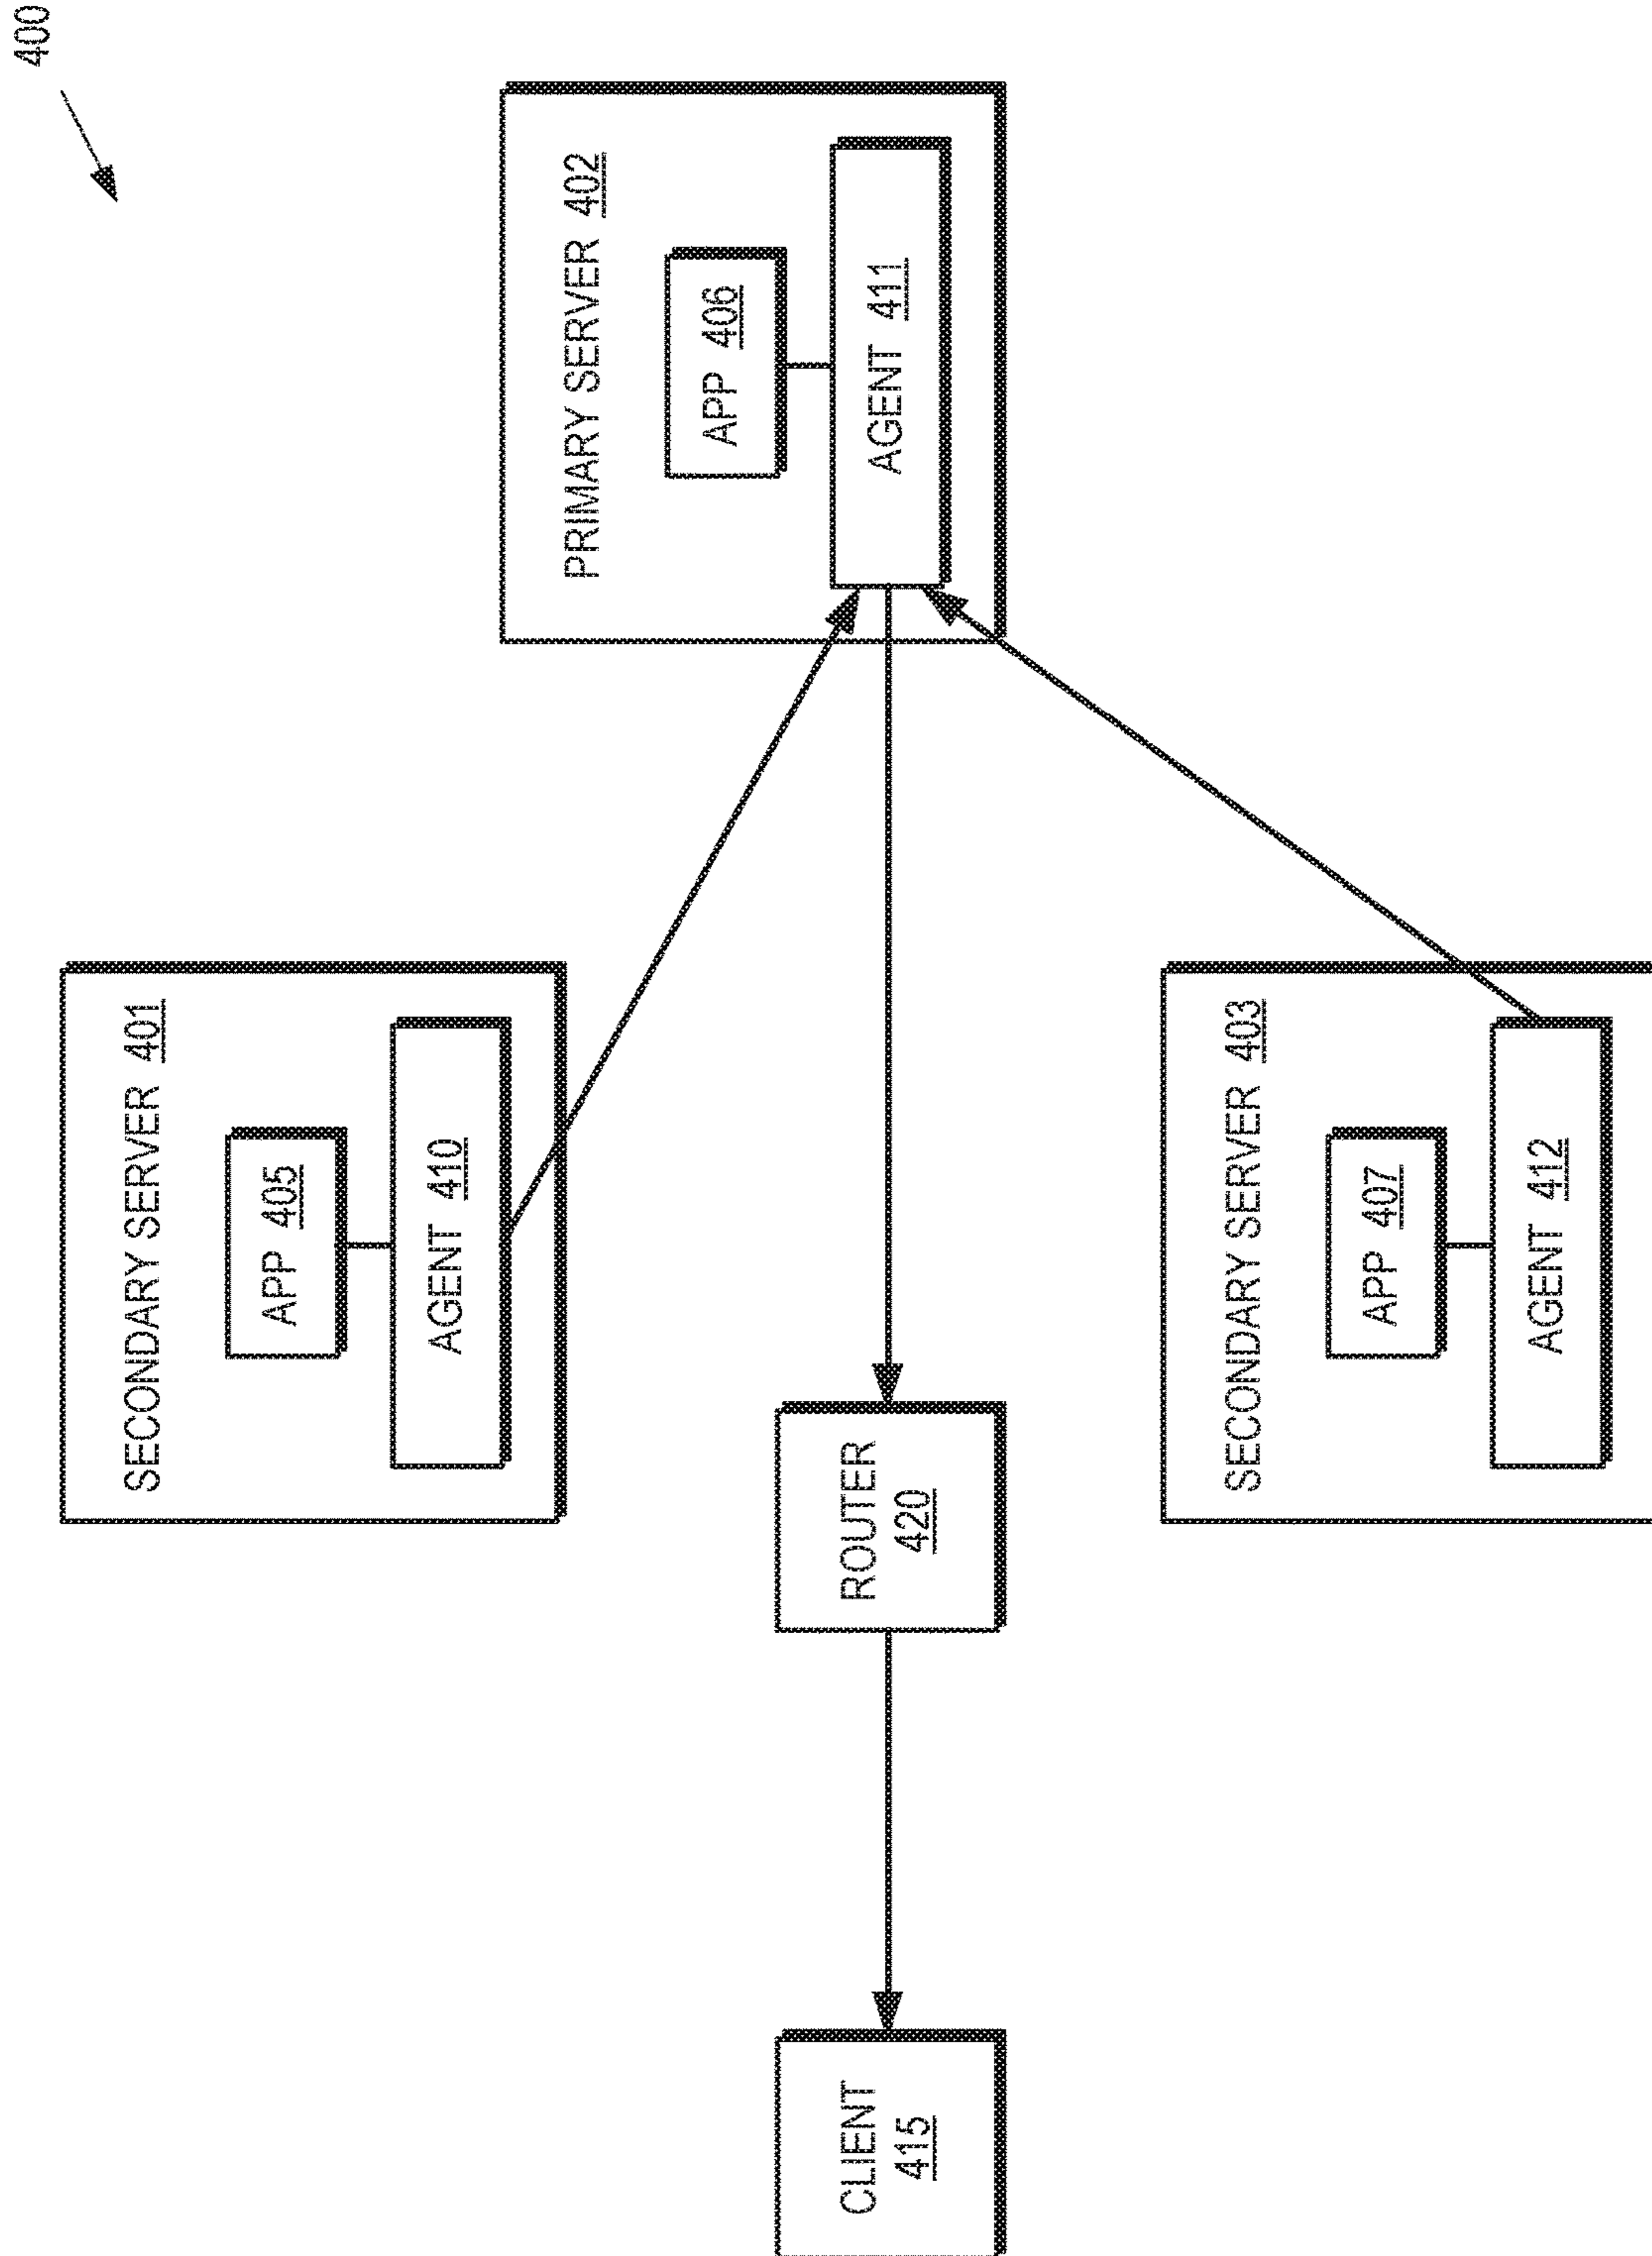 400
SECONDARY SERVER 401
APP 405
AGENT 410
PRIMARY SERVER 402
APP 406
AGENT 411
ROUTER
420
CLIENT
415
SECONDARY SERVER 403
APP 407
AGENT 412